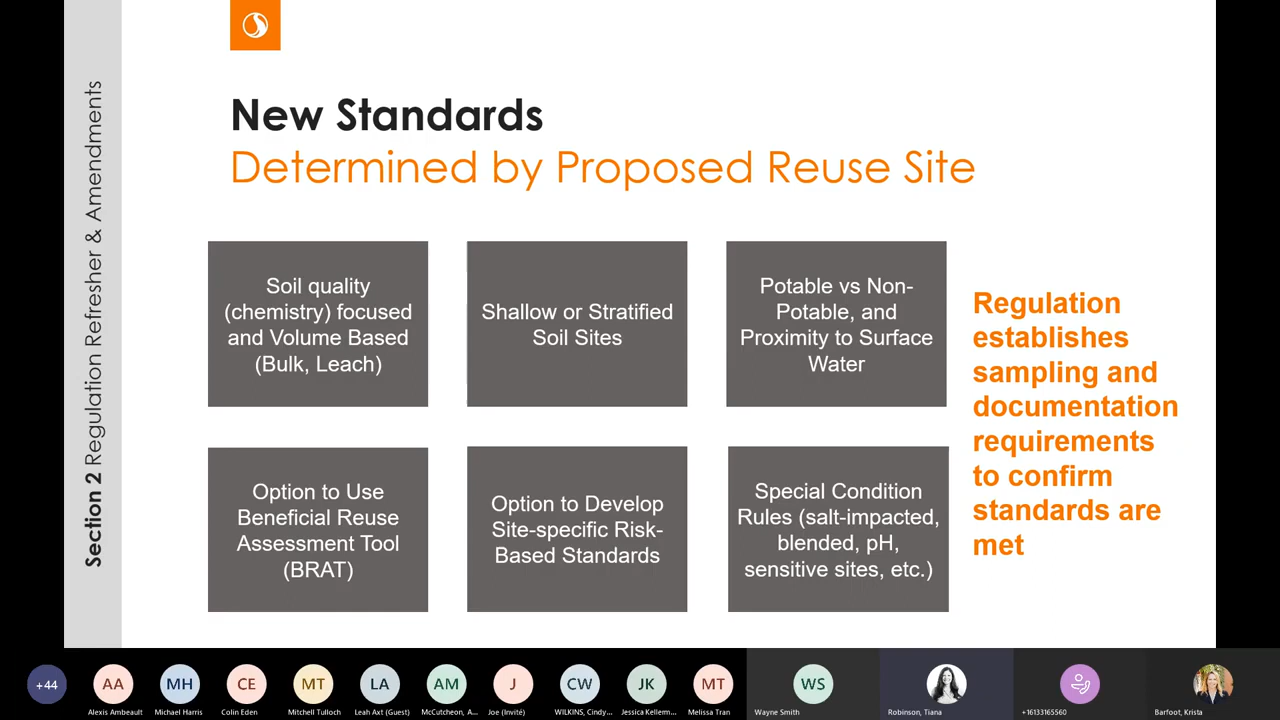 Section 2 Regulation Refresher & Amendments
New Standards
Determined by Proposed Reuse Site
Soil quality
(chemistry) focused
and Volume Based
(Bulk, Leach)
Shallow or Stratified
Soil Sites
Potable vs Non-
Potable, and
Proximity to Surface
Water
Option to Use
Beneficial Reuse
Assessment Tool
(BRAT)
Option to Develop
Site-specific Risk-
Based Standards
Special Condition
Rules (salt-impacted,
blended, pH,
sensitive sites, etc.)
Regulation
establishes
sampling and
documentation
requirements
to confirm
standards are
met
+44
AA
Alexis Ambeault
MH
Michael Harris
CE
Colin Eden
MT
Mitchell Tulloch
LA
Leah Axt (Guest)
AM
McCutcheon, A...
J
Joe (Invité)
CW
WILKINS, Cindy...
JK
Jessica Kellem...
MT
Melissa Tran
WS
Wayne Smith
Robinson, Tiana
+16133165560
Barfoot, Krista